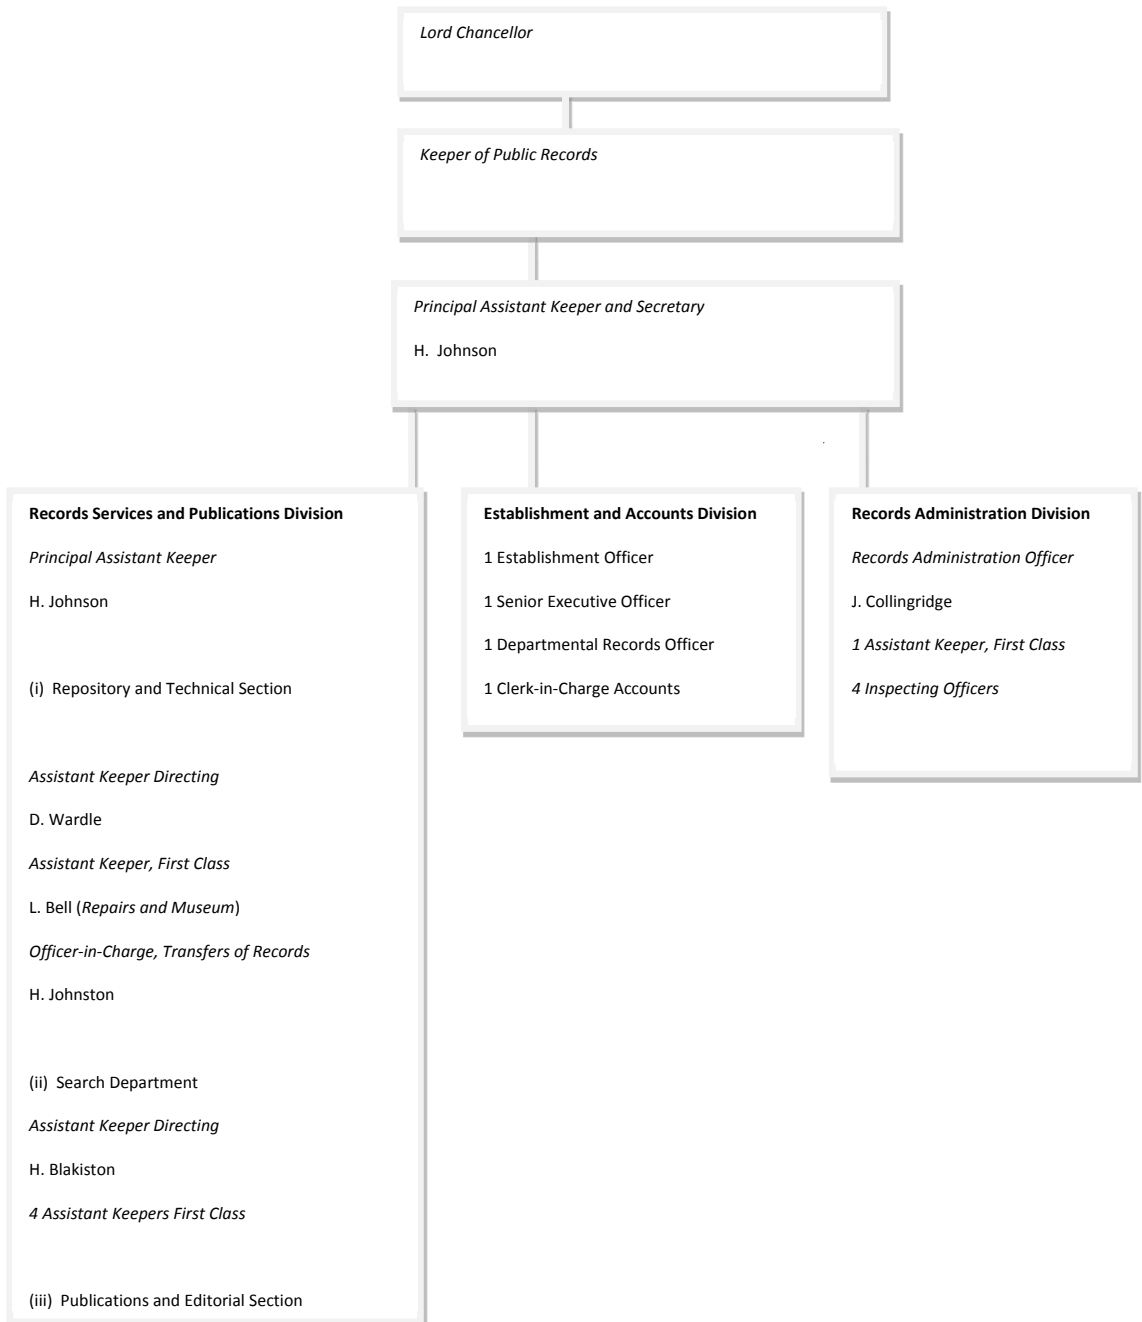 Lord Chancellor
Keeper of Public Records
Principal Assistant Keeper and Secretary
H. Johnson
Records Services and Publications Division
Principal Assistant Keeper
H. Johnson
(i) Repository and Technical Section
Assistant Keeper Directing
D. Wardle
Assistant Keeper, First Class
L. Bell (Repairs and Museum)
Officer-in-Charge, Transfers of Records
H. Johnston
(ii) Search Department
Assistant Keeper Directing
H. Blakiston
4 Assistant Keepers First Class
(iii) Publications and Editorial Section
Establishment and Accounts Division
1 Establishment Officer
1 Senior Executive Officer
1 Departmental Records Officer
1 Clerk-in-Charge Accounts
Records Administration Division
Records Administration Officer
J. Collingridge
1 Assistant Keeper, First Class
4 Inspecting Officers